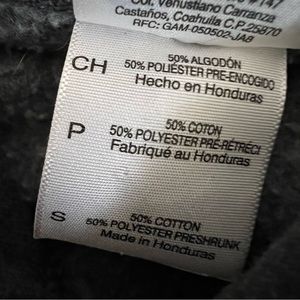 Col. Venustiano Carranza
Castaños, Coahuila C.P. 25870
RFC: GAM-050502-JA8
CH
50% ALGODÓN
50% POLIÉSTER PRE-ENCOGIDO
Hecho en Honduras
P
50% COTON
50% POLYESTER PRÉ-RÉTRÉCI
Fabriqué au Honduras
S
50% COTTON
50% POLYESTER PRESHRUNK
Made in Honduras